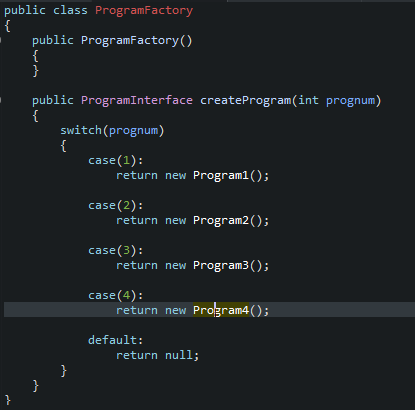 public class ProgramFactory
{
public ProgramFactory()
{
}
public ProgramInterface createProgram(int prognum)
{
switch(prognum)
{
case(1):
return new Program1();
case(2):
return new Program2();
case(3):
return new Program3();
case(4):
return new Program4();
default:
return null;
}
}
}